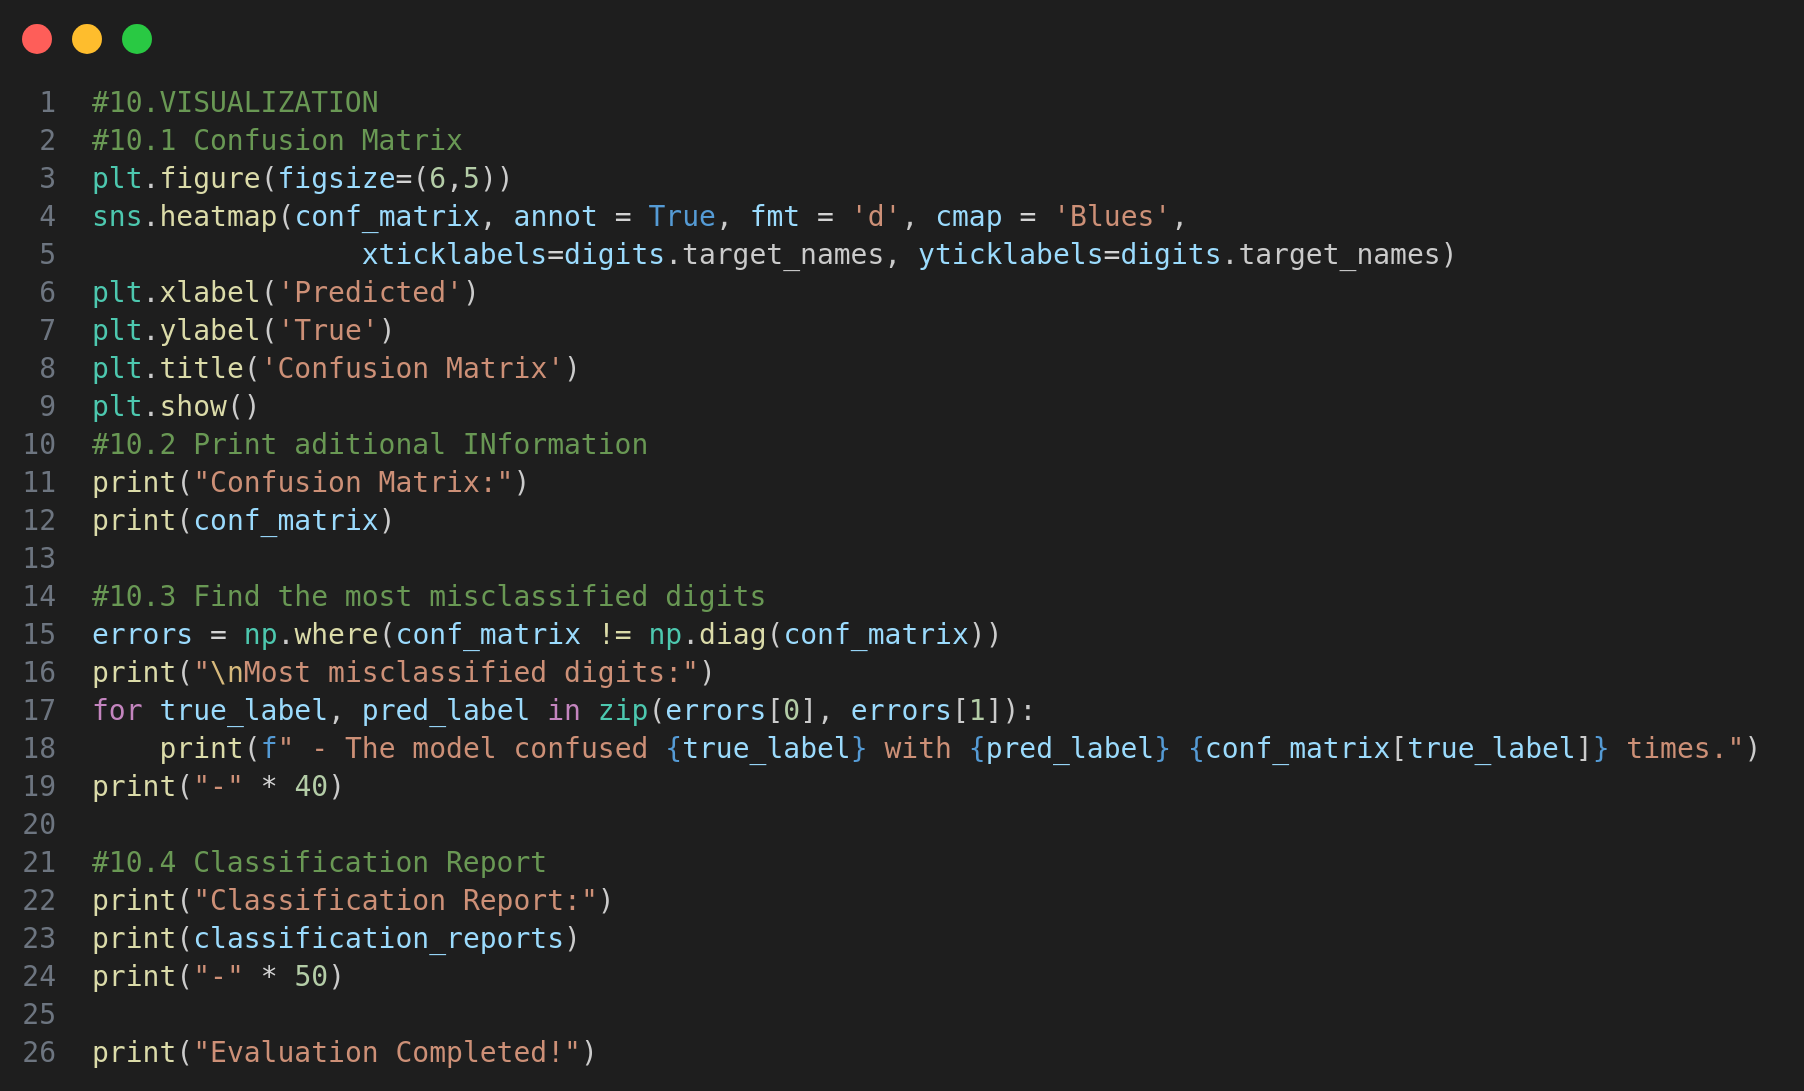 1 #10.VISUALIZATION
2 #10.1 Confusion Matrix
3 plt.figure(figsize=(6,5))
4 sns.heatmap(conf_matrix, annot = True, fmt = 'd', cmap = 'Blues',
5                 xticklabels=digits.target_names, yticklabels=digits.target_names)
6 plt.xlabel('Predicted')
7 plt.ylabel('True')
8 plt.title('Confusion Matrix')
9 plt.show()
10 #10.2 Print aditional INformation
11 print("Confusion Matrix:")
12 print(conf_matrix)
13
14 #10.3 Find the most misclassified digits
15 errors = np.where(conf_matrix != np.diag(conf_matrix))
16 print("\nMost misclassified digits:")
17 for true_label, pred_label in zip(errors[0], errors[1]):
18     print(f" - The model confused {true_label} with {pred_label} {conf_matrix[true_label]} times.")
19 print("-" * 40)
20
21 #10.4 Classification Report
22 print("Classification Report:")
23 print(classification_reports)
24 print("-" * 50)
25
26 print("Evaluation Completed!")